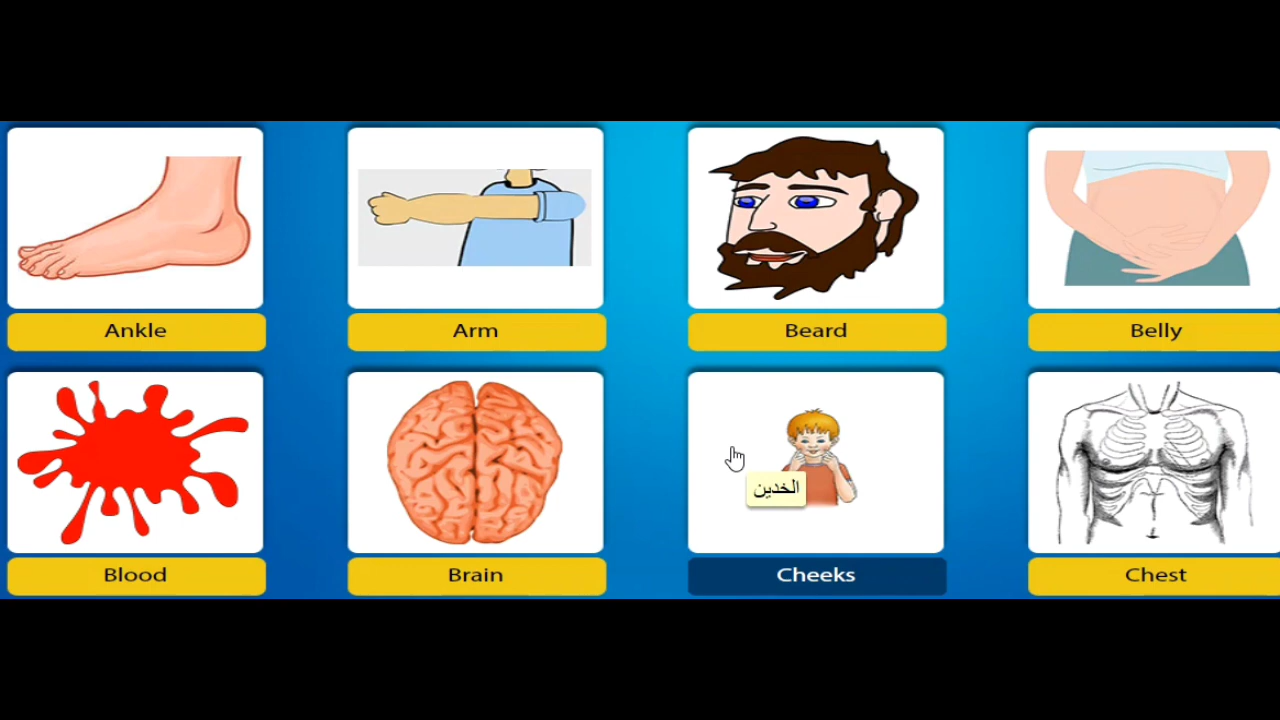 Ankle
Arm
Beard
Belly
الخدين
Blood
Brain
Cheeks
Chest